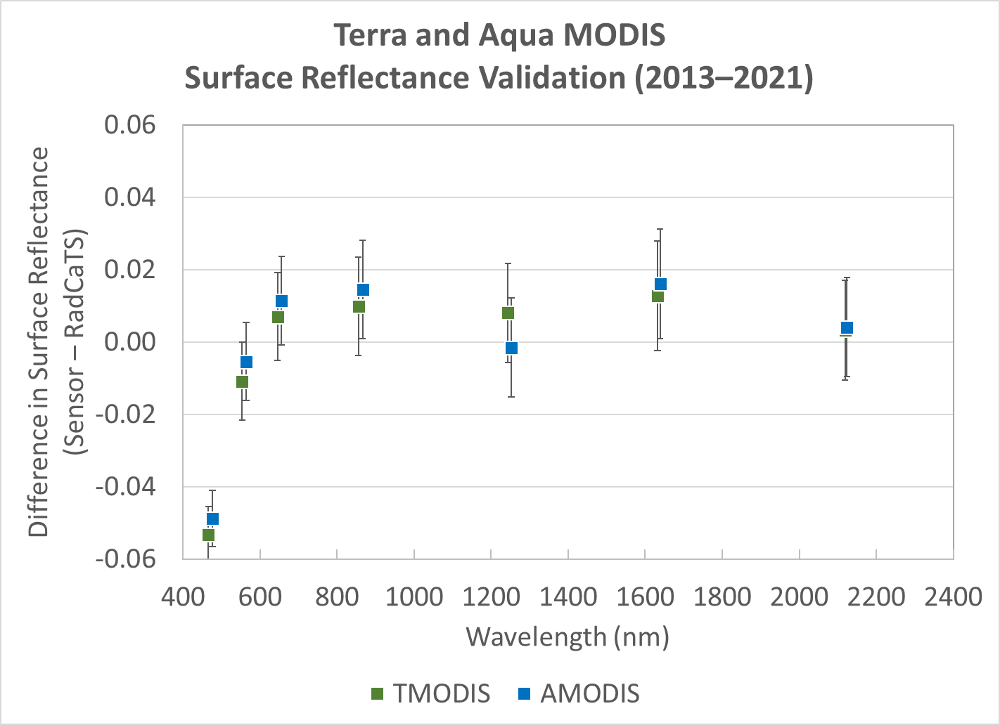 Terra and Aqua MODIS
Surface Reflectance Validation (2013–2021)
Difference in Surface Reflectance
(Sensor – RadCaTS)
0.06
0.04
0.02
0.00
-0.02
-0.04
-0.06
400 600 800 1000 1200 1400 1600 1800 2000 2200 2400
Wavelength (nm)
TMODIS AMODIS